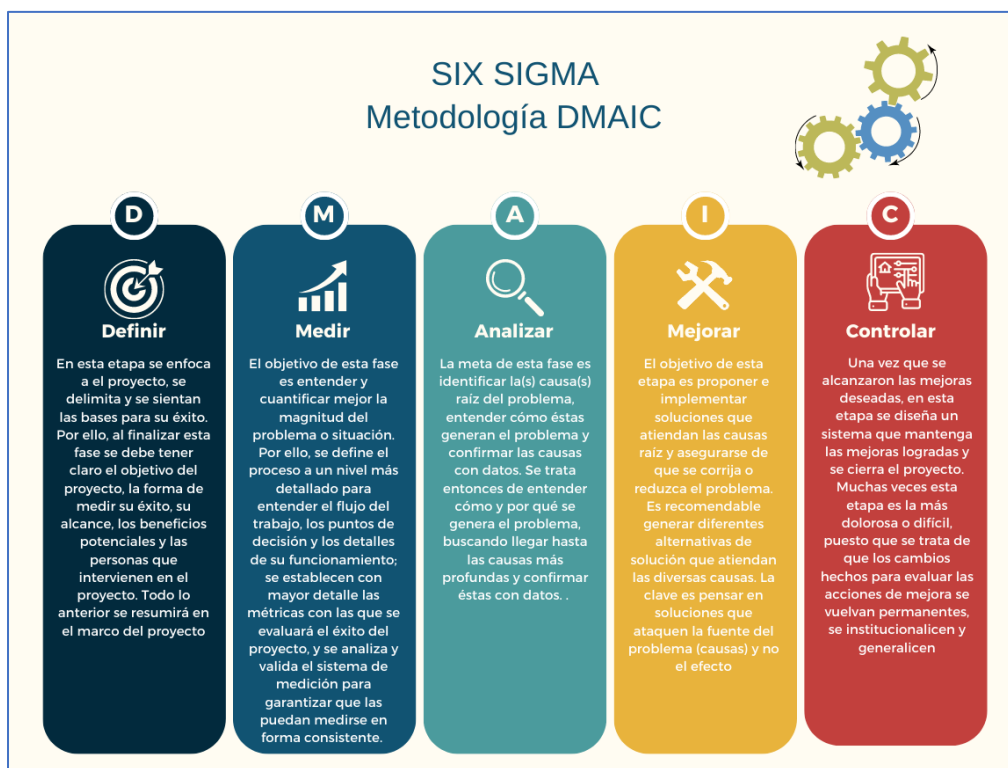 SIX SIGMA
Metodología DMAIC
D
Definir
En esta etapa se enfoca
a el proyecto, se
delimita y se sientan
las bases para su éxito.
Por ello, al finalizar esta
fase se debe tener
claro el objetivo del
proyecto, la forma de
medir su éxito, su
alcance, los beneficios
potenciales y las
personas que
intervienen en el
proyecto. Todo lo
anterior se resumirá en
el marco del proyecto
M
Medir
El objetivo de esta fase
es entender y
cuantificar mejor la
magnitud del
problema o situación.
Por ello, se define el
proceso a un nivel más
detallado para
entender el flujo del
trabajo, los puntos de
decisión y los detalles
de su funcionamiento;
se establecen con
mayor detalle las
métricas con las que se
evaluará el éxito del
proyecto, y se analiza y
valida el sistema de
medición para
garantizar que las
puedan medirse en
forma consistente.
A
Analizar
La meta de esta fase es
identificar la(s) causa(s)
raíz del problema,
entender cómo éstas
generan el problema y
confirmar las causas
con datos. Se trata
entonces de entender
cómo y por qué se
genera el problema,
buscando llegar hasta
las causas más
profundas y confirmar
éstas con datos. .
I
Mejorar
El objetivo de esta
etapa es proponer e
implementar
soluciones que
atiendan las causas
raíz y asegurarse de
que se corrija o
reduzca el problema.
Es recomendable
generar diferentes
alternativas de
solución que atiendan
las diversas causas. La
clave es pensar en
soluciones que
ataquen la fuente del
problema (causas) y no
el efecto
C
Controlar
Una vez que se
alcanzaron las mejoras
deseadas, en esta
etapa se diseña un
sistema que mantenga
las mejoras logradas y
se cierra el proyecto.
Muchas veces esta
etapa es la más
dolorosa o difícil,
puesto que se trata de
que los cambios
hechos para evaluar las
acciones de mejora se
vuelvan permanentes,
se institucionalicen y
generalicen